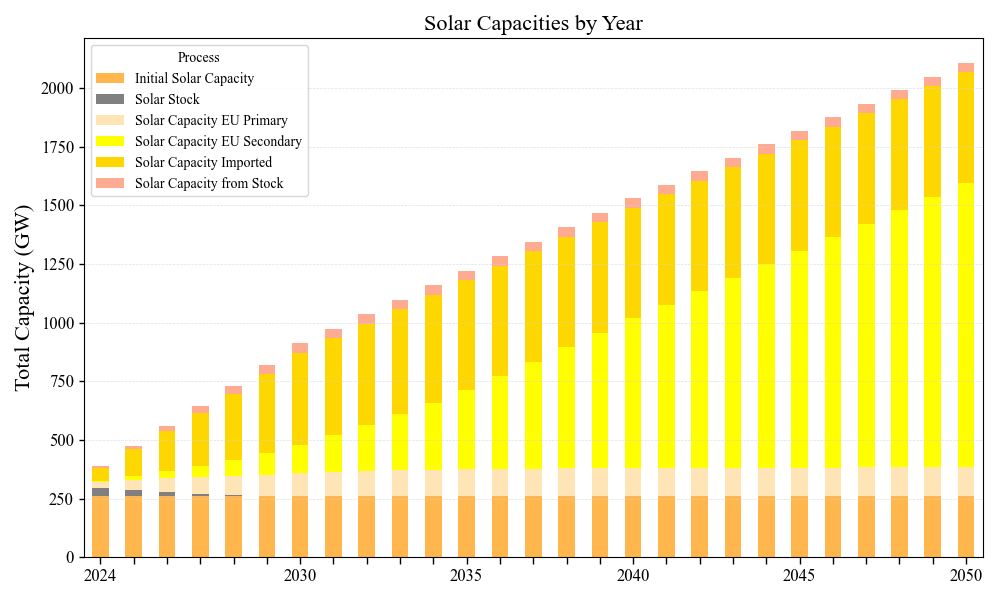 Solar Capacities by Year
Total Capacity (GW)
2000
1750
1500
1250
1000
750
500
250
0
Process
Initial Solar Capacity
Solar Stock
Solar Capacity EU Primary
Solar Capacity EU Secondary
Solar Capacity Imported
Solar Capacity from Stock
2024 2030 2035 2040 2045 2050